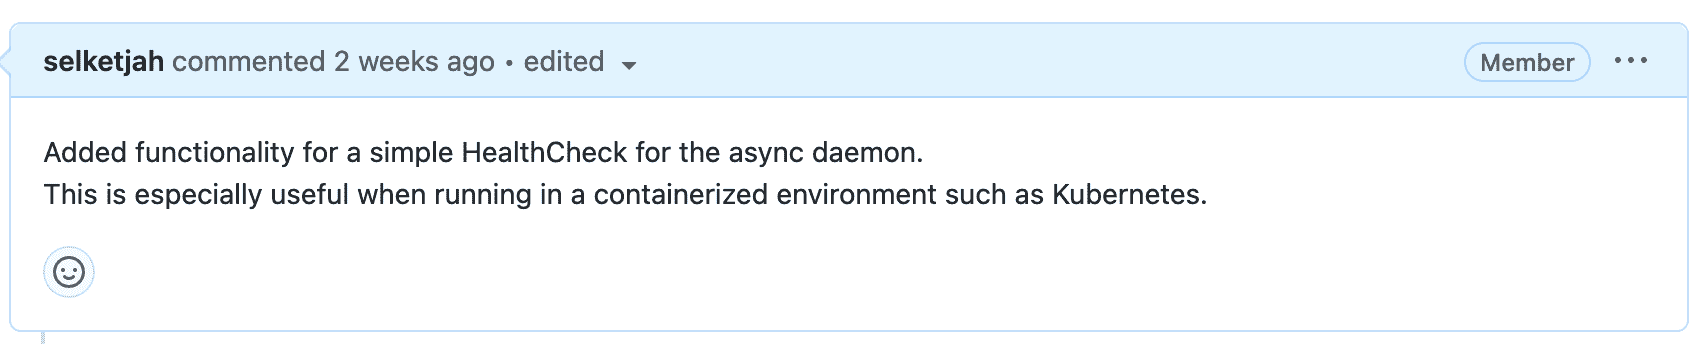 selketjah commented 2 weeks ago • edited
Member
Added functionality for a simple HealthCheck for the async daemon.
This is especially useful when running in a containerized environment such as Kubernetes.